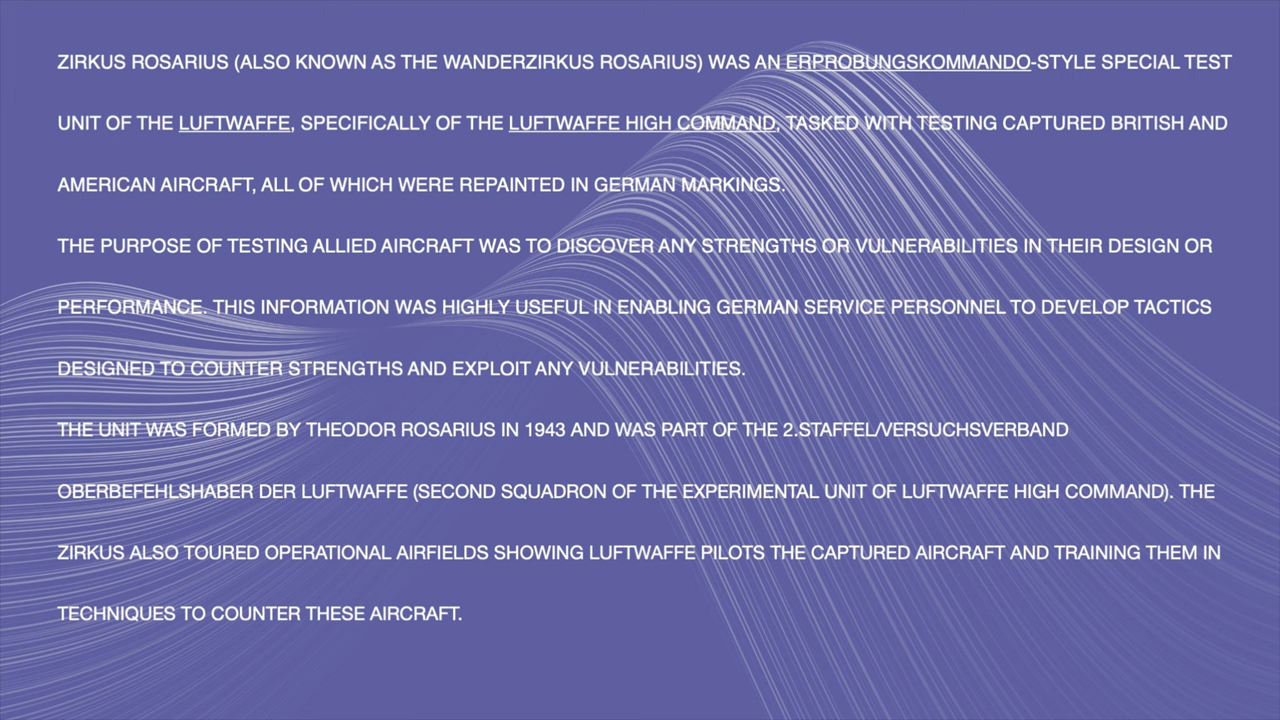 ZIRKUS ROSARIUS (ALSO KNOWN AS THE WANDERZIRKUS ROSARIUS) WAS AN ERPROBUNGSKOMMANDO-STYLE SPECIAL TEST
UNIT OF THE LUFTWAFFE, SPECIFICALLY OF THE LUFTWAFFE HIGH COMMAND, TASKED WITH TESTING CAPTURED BRITISH AND
AMERICAN AIRCRAFT, ALL OF WHICH WERE REPAINTED IN GERMAN MARKINGS.
THE PURPOSE OF TESTING ALLIED AIRCRAFT WAS TO DISCOVER ANY STRENGTHS OR VULNERABILITIES IN THEIR DESIGN OR
PERFORMANCE. THIS INFORMATION WAS HIGHLY USEFUL IN ENABLING GERMAN SERVICE PERSONNEL TO DEVELOP TACTICS
DESIGNED TO COUNTER STRENGTHS AND EXPLOIT ANY VULNERABILITIES.
THE UNIT WAS FORMED BY THEODOR ROSARIUS IN 1943 AND WAS PART OF THE 2.STAFFEL/VERSUCHSVERBAND
OBERBEFEHLSHABER DER LUFTWAFFE (SECOND SQUADRON OF THE EXPERIMENTAL UNIT OF LUFTWAFFE HIGH COMMAND). THE
ZIRKUS ALSO TOURED OPERATIONAL AIRFIELDS SHOWING LUFTWAFFE PILOTS THE CAPTURED AIRCRAFT AND TRAINING THEM IN
TECHNIQUES TO COUNTER THESE AIRCRAFT.